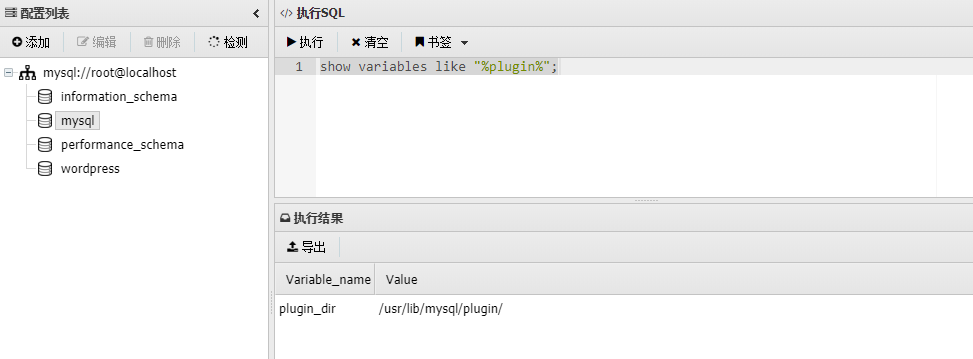 配置列表
添加 编辑 删除 检测
mysql://root@localhost
information_schema
mysql
performance_schema
wordpress
</> 执行SQL
执行 清空 书签
1 show variables like "%plugin%";
执行结果
导出
Variable_name Value
plugin_dir /usr/lib/mysql/plugin/